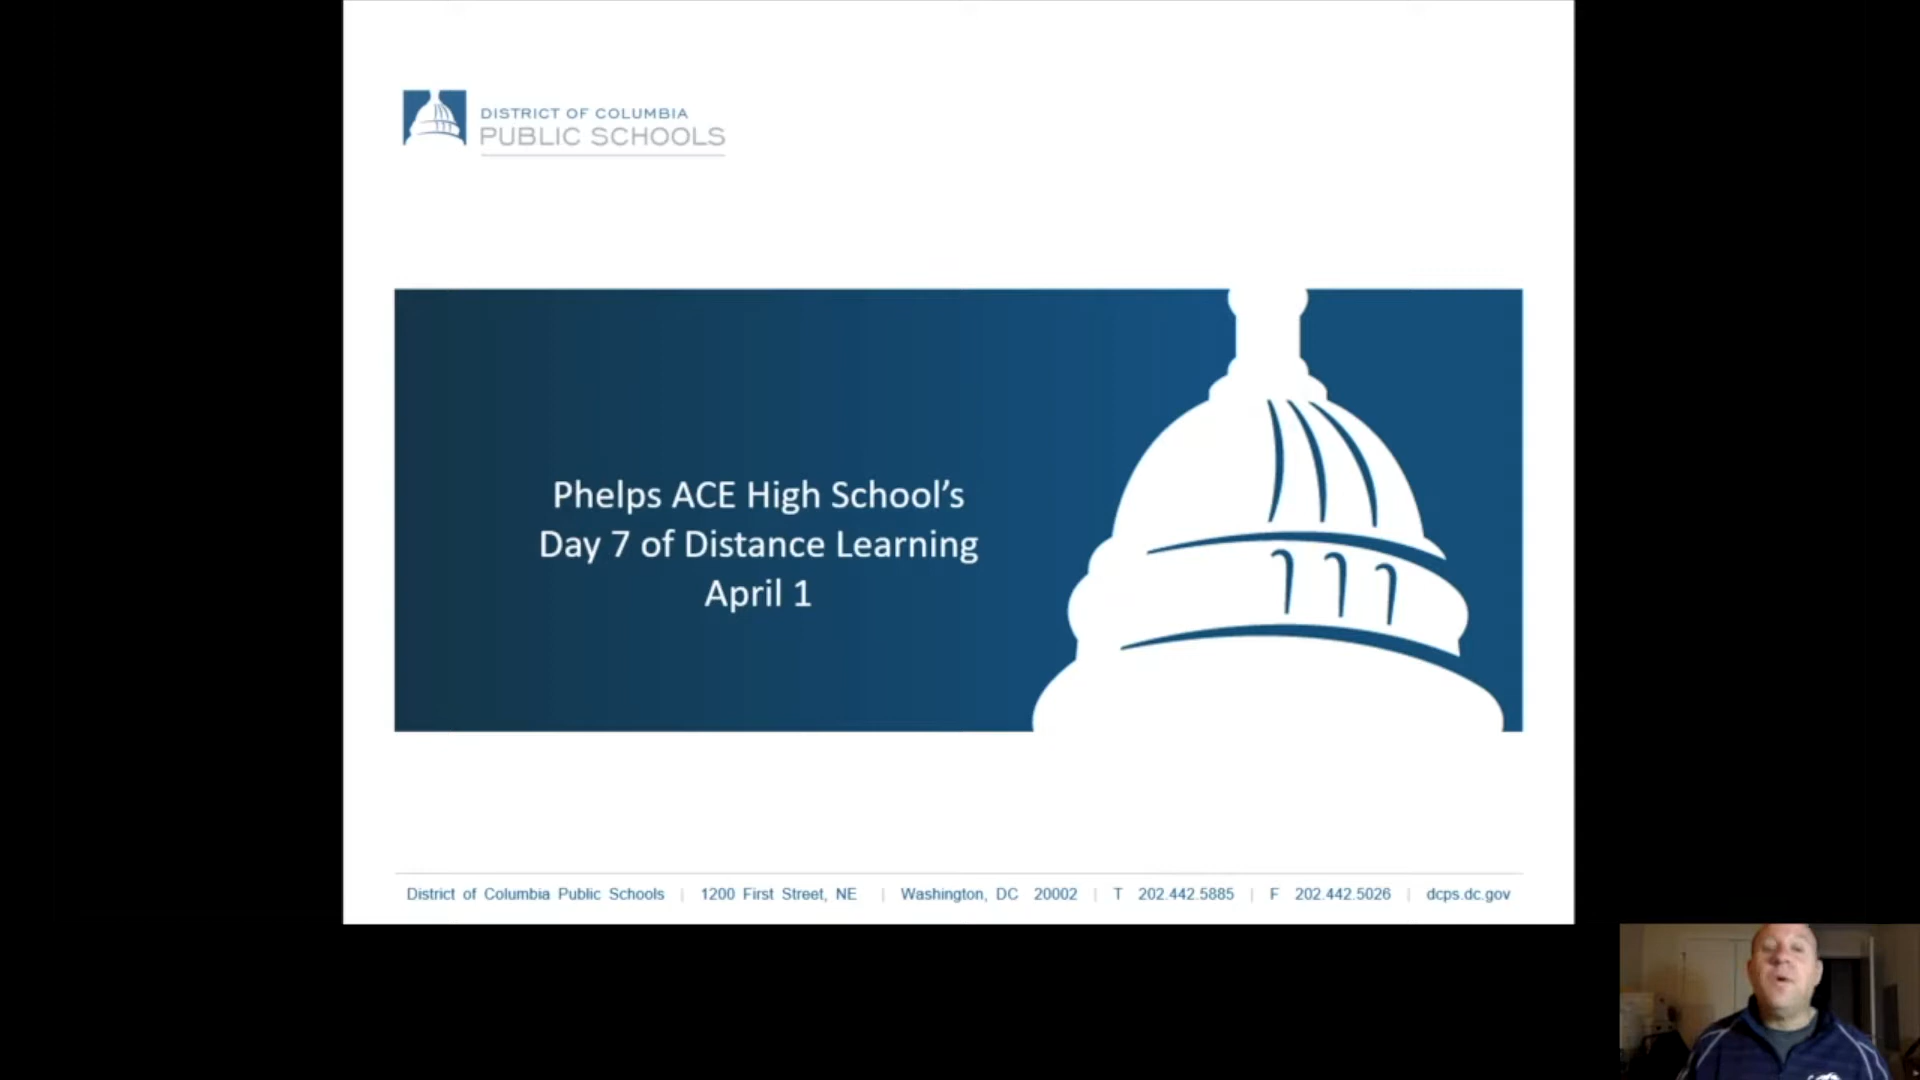 DISTRICT OF COLUMBIA
PUBLIC SCHOOLS
Phelps ACE High School’s
Day 7 of Distance Learning
April 1
District of Columbia Public Schools | 1200 First Street, NE | Washington, DC 20002 | T 202.442.5885 | F 202.442.5026 | dcps.dc.gov